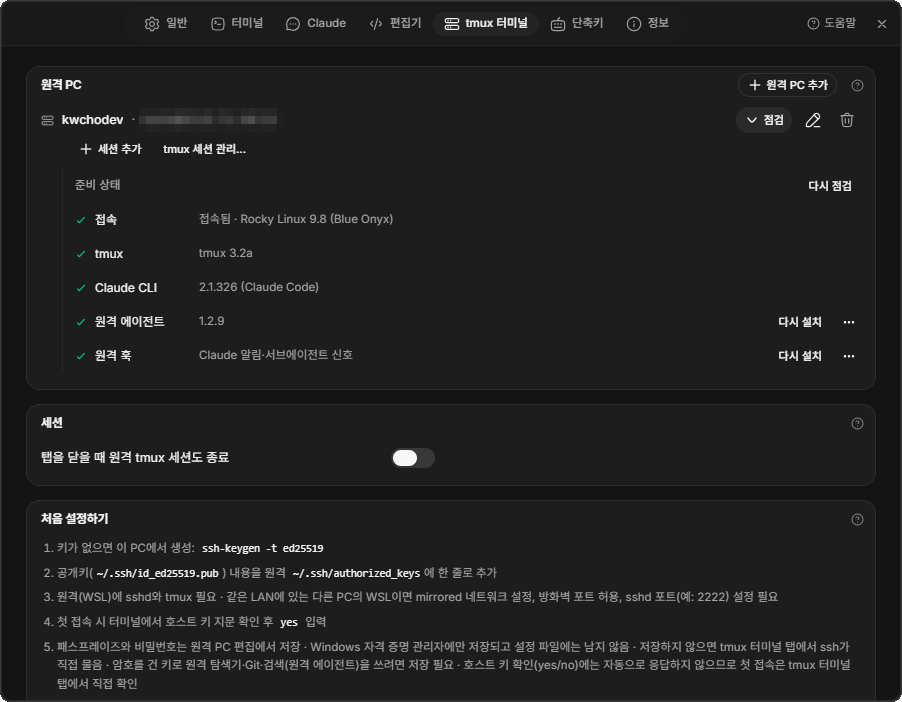 일반 터미널 Claude 편집기 tmux 터미널 단축키 정보 도움말
원격 PC
원격 PC 추가
kwchodev ·
점검
세션 추가 tmux 세션 관리...
준비 상태
다시 점검
접속 접속됨 · Rocky Linux 9.8 (Blue Onyx)
tmux tmux 3.2a
Claude CLI 2.1.326 (Claude Code)
원격 에이전트 1.2.9 다시 설치 ···
원격 훅 Claude 알림·서브에이전트 신호 다시 설치 ···
세션
탭을 닫을 때 원격 tmux 세션도 종료
처음 설정하기
1. 키가 없으면 이 PC에서 생성: ssh-keygen -t ed25519
2. 공개키( ~/.ssh/id_ed25519.pub ) 내용을 원격 ~/.ssh/authorized_keys 에 한 줄로 추가
3. 원격(WSL)에 sshd와 tmux 필요 · 같은 LAN에 있는 다른 PC의 WSL이면 mirrored 네트워크 설정, 방화벽 포트 허용, sshd 포트(예: 2222) 설정 필요
4. 첫 접속 시 터미널에서 호스트 키 지문 확인 후 yes 입력
5. 패스프레이즈와 비밀번호는 원격 PC 편집에서 저장 · Windows 자격 증명 관리자에만 저장되고 설정 파일에는 남지 않음 · 저장하지 않으면 tmux 터미널 탭에서 ssh가
직접 물음 · 암호를 건 키로 원격 탐색기·Git·검색(원격 에이전트)을 쓰려면 저장 필요 · 호스트 키 확인(yes/no)에는 자동으로 응답하지 않으므로 첫 접속은 tmux 터미널
탭에서 직접 확인